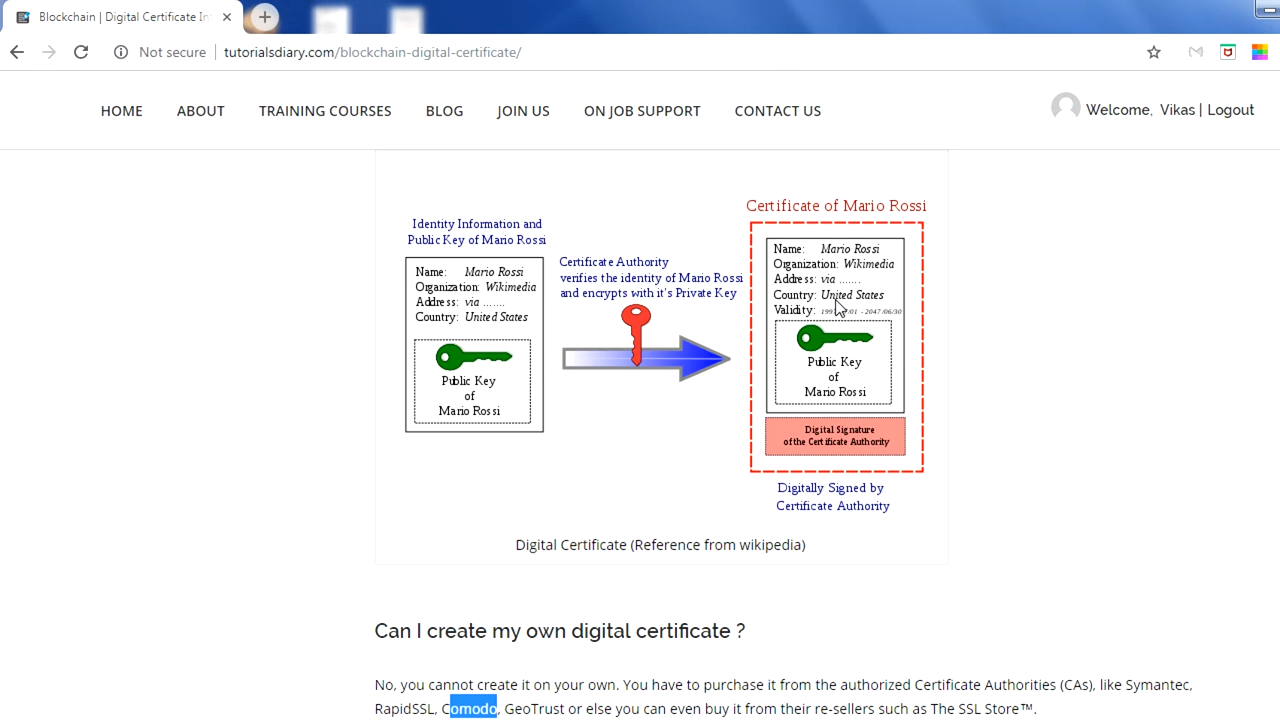 Blockchain | Digital Certificate In
Not secure
tutorialsdiary.com/blockchain-digital-certificate/
HOME ABOUT TRAINING COURSES BLOG JOIN US ON JOB SUPPORT CONTACT US
Welcome, Vikas | Logout
Identity Information and
Public Key of Mario Rossi
Name: Mario Rossi
Organization: Wikimedia
Address: via .......
Country: United States
Public Key
of
Mario Rossi
Certificate Authority
verifies the identity of Mario Rossi
and encrypts with it's Private Key
Certificate of Mario Rossi
Name: Mario Rossi
Organization: Wikimedia
Address: via .......
Country: United States
Validity: - 2047/06/30
Public Key
of
Mario Rossi
Digital Signature
of the Certificate Authority
Digitally Signed by
Certificate Authority
Digital Certificate (Reference from wikipedia)
Can I create my own digital certificate ?
No, you cannot create it on your own. You have to purchase it from the authorized Certificate Authorities (CAs), like Symantec,
RapidSSL, Comodo, GeoTrust or else you can even buy it from their re-sellers such as The SSL Store™.